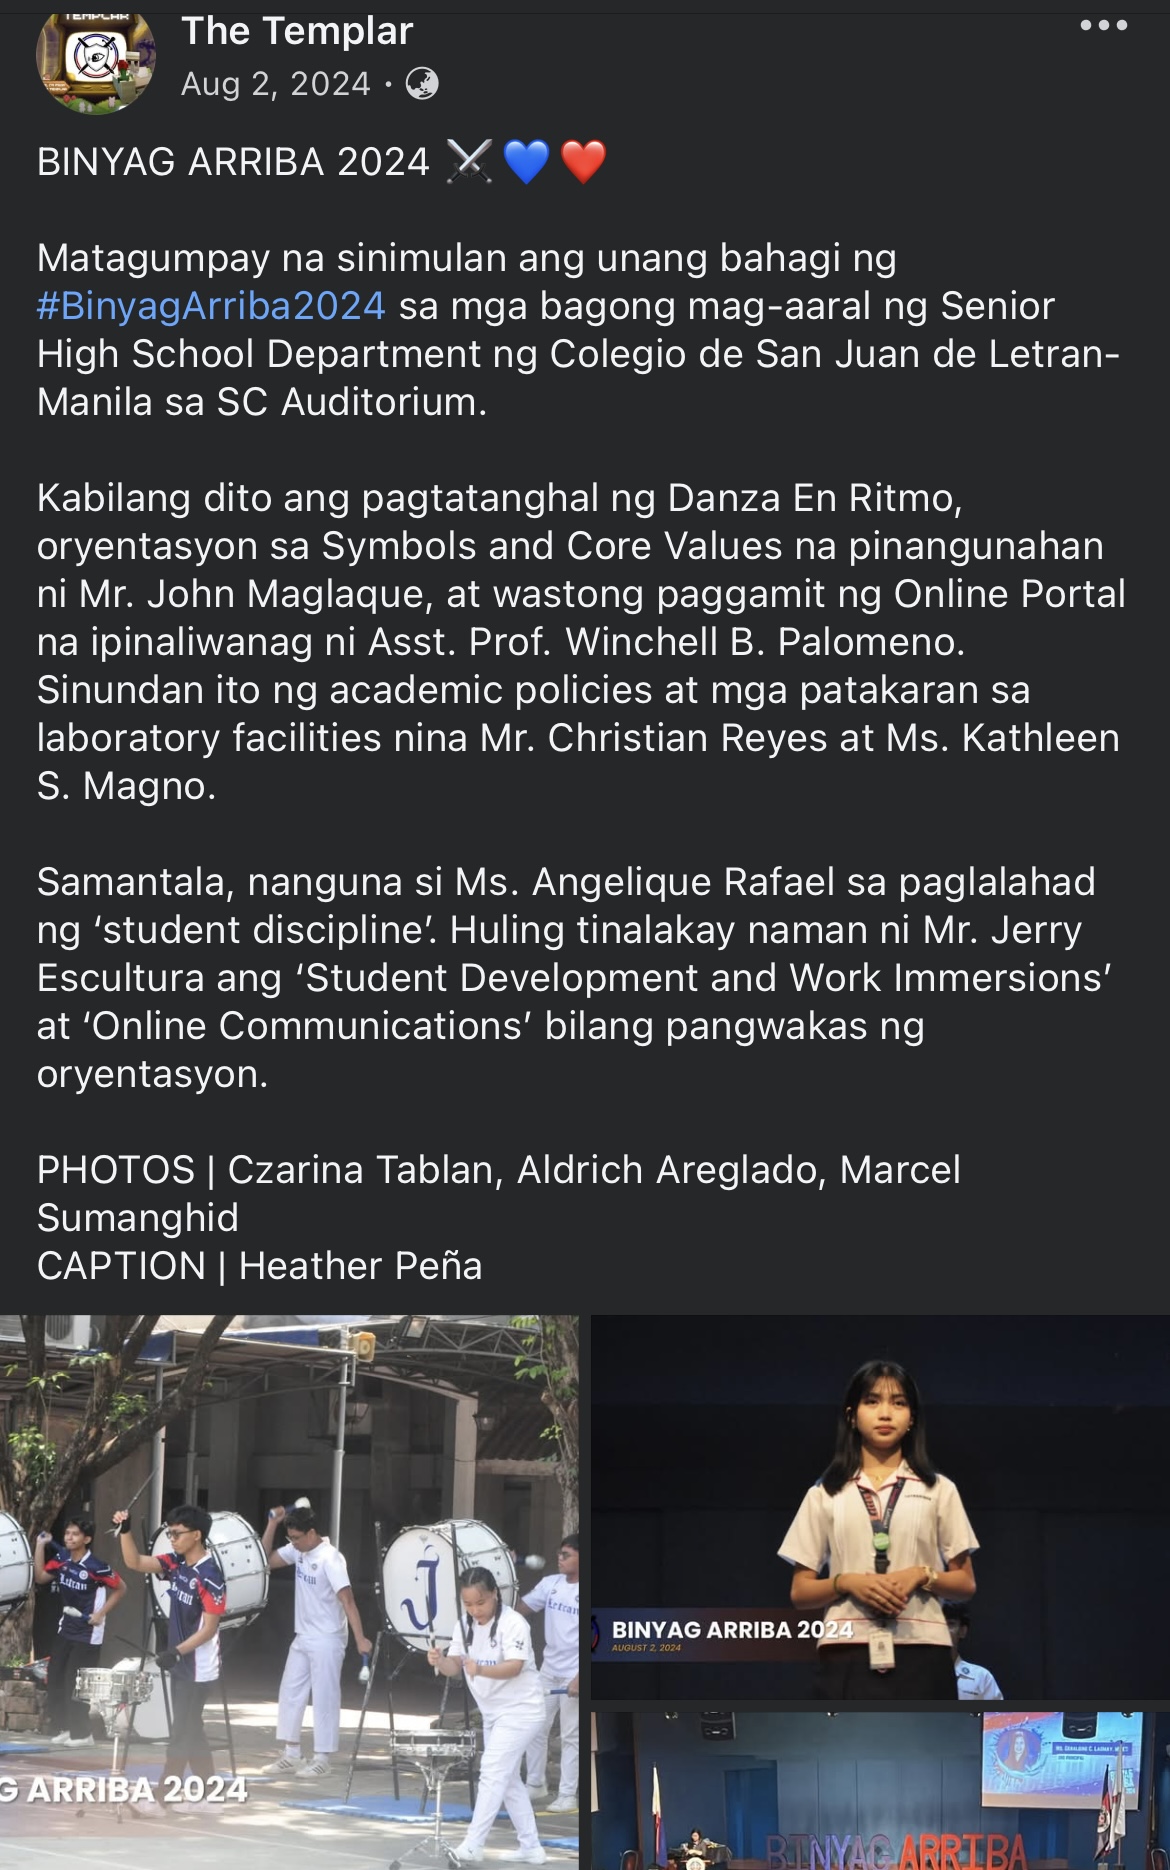 TEMPLAR
The Templar
Aug 2, 2024
BINYAG ARRIBA 2024 ⚔️💙❤️
Matagumpay na sinimulan ang unang bahagi ng
#BinyagArriba2024 sa mga bagong mag-aaral ng Senior
High School Department ng Colegio de San Juan de Letran-
Manila sa SC Auditorium.
Kabilang dito ang pagtatanghal ng Danza En Ritmo,
oryentasyon sa Symbols and Core Values na pinangunahan
ni Mr. John Maglaque, at wastong paggamit ng Online Portal
na ipinaliwanag ni Asst. Prof. Winchell B. Palomeno.
Sinundan ito ng academic policies at mga patakaran sa
laboratory facilities nina Mr. Christian Reyes at Ms. Kathleen
S. Magno.
Samantala, nanguna si Ms. Angelique Rafael sa paglalahad
ng ‘student discipline’. Huling tinalakay naman ni Mr. Jerry
Escultura ang ‘Student Development and Work Immersions’
at ‘Online Communications’ bilang pangwakas ng
oryentasyon.
PHOTOS | Czarina Tablan, Aldrich Areglado, Marcel
Sumanghid
CAPTION | Heather Peña
Letran
Letran
J
Letran
G ARRIBA 2024
BINYAG ARRIBA 2024
AUGUST 2, 2024
BINYAG ARRIBA